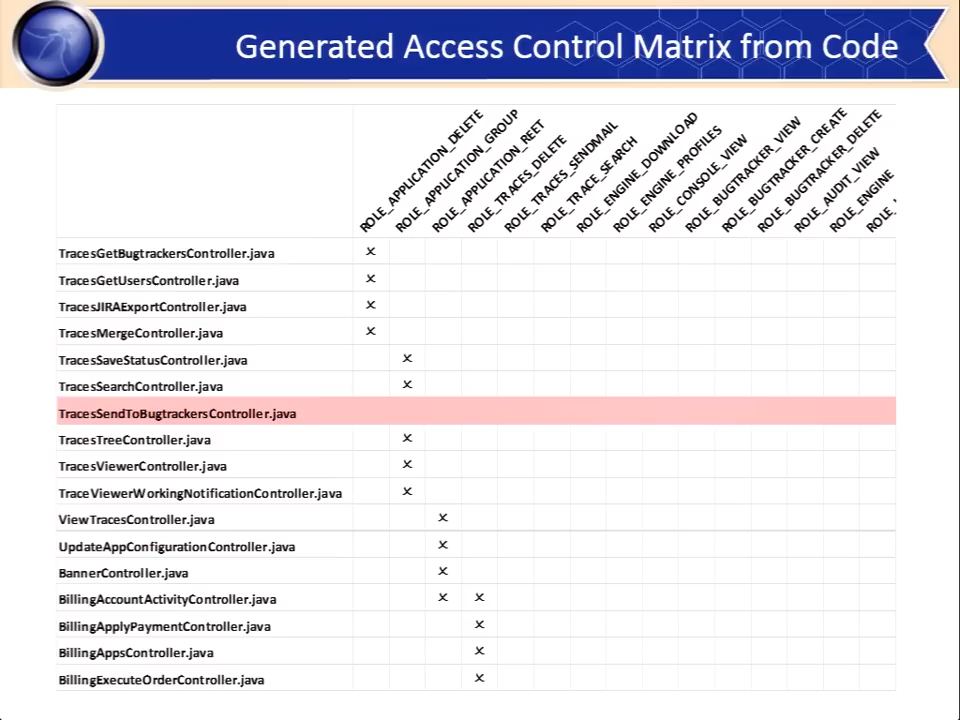 Generated Access Control Matrix from Code
ROLE_APPLICATION_DELETE
ROLE_APPLICATION_GROUP
ROLE_APPLICATION_REET
ROLE_TRACES_DELETE
ROLE_TRACES_SENDMAIL
ROLE_TRACE_SEARCH
ROLE_ENGINE_DOWNLOAD
ROLE_ENGINE_PROFILES
ROLE_CONSOLE_VIEW
ROLE_BUGTRACKER_VIEW
ROLE_BUGTRACKER_CREATE
ROLE_BUGTRACKER_DELETE
ROLE_AUDIT_VIEW
ROLE_ENGINE
ROLE_
TracesGetBugtrackersController.java x
TracesGetUsersController.java x
TracesJIRAExportController.java x
TracesMergeController.java x
TracesSaveStatusController.java x
TracesSearchController.java x
TracesSendToBugtrackersController.java
TracesTreeController.java x
TracesViewerController.java x
TraceViewerWorkingNotificationController.java x
ViewTracesController.java x
UpdateAppConfigurationController.java x
BannerController.java x
BillingAccountActivityController.java x x
BillingApplyPaymentController.java x
BillingAppsController.java x
BillingExecuteOrderController.java x